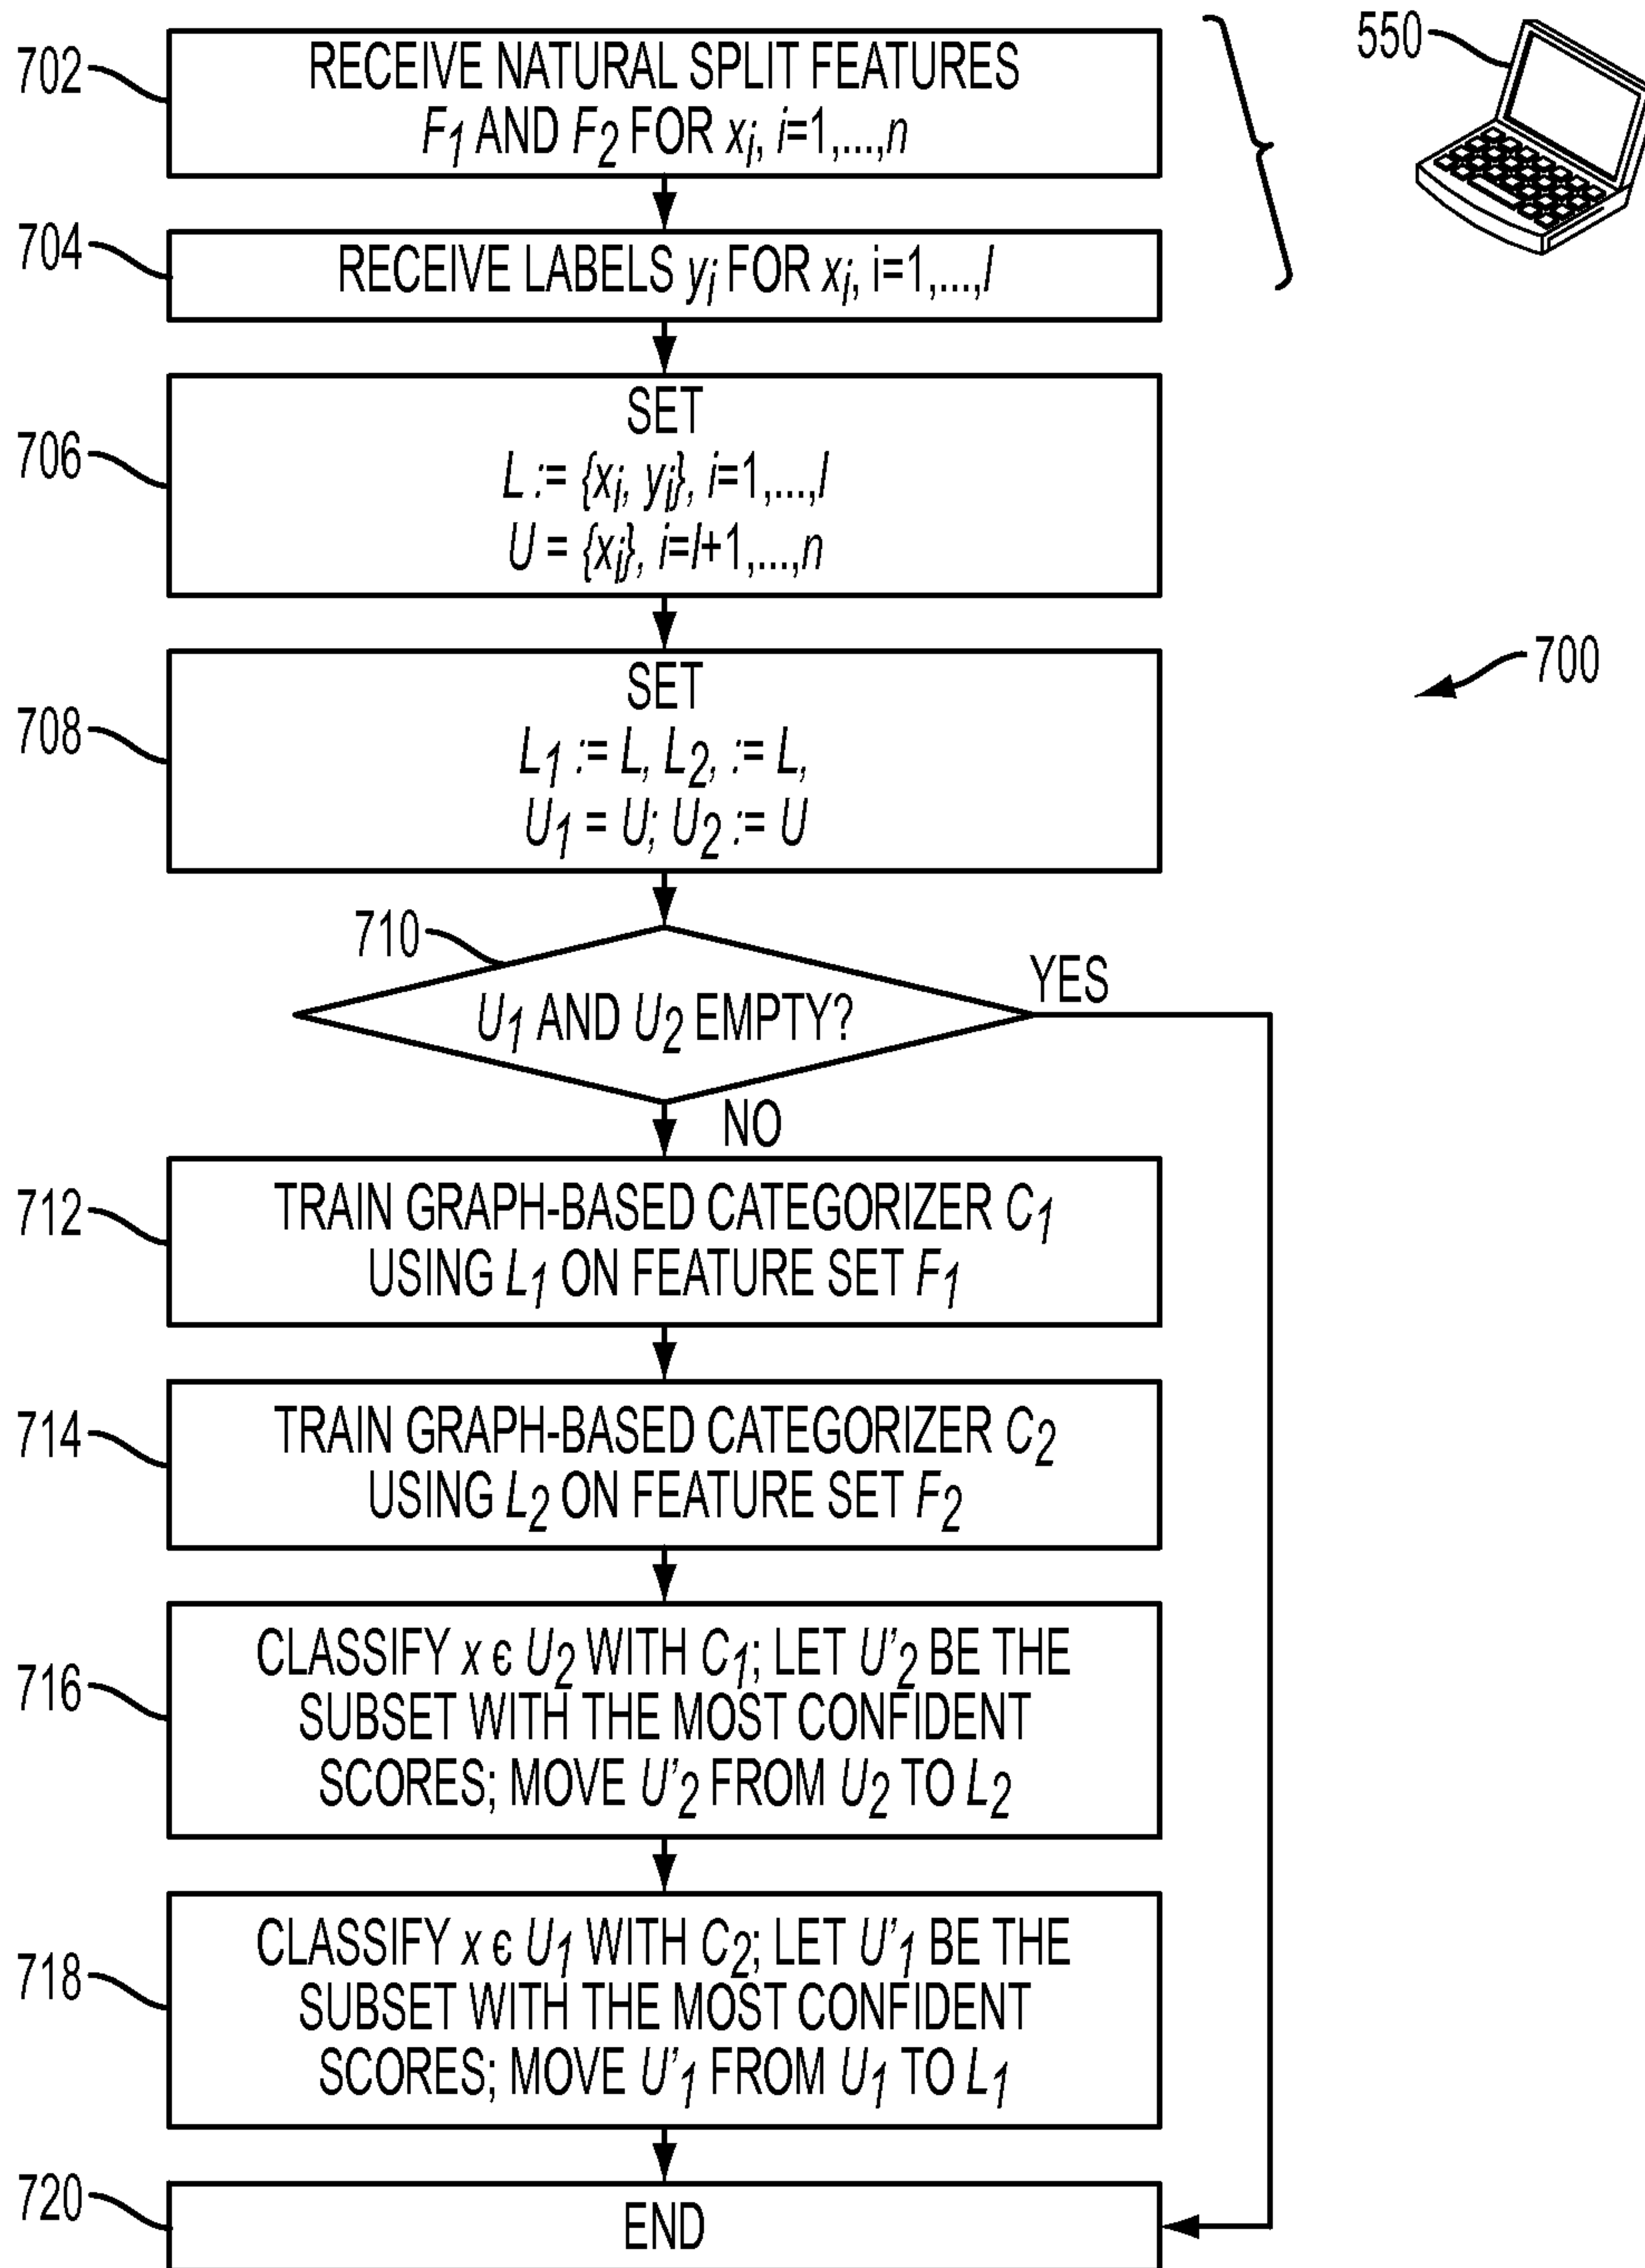 702
RECEIVE NATURAL SPLIT FEATURES
F1 AND F2 FOR xi, i=1,...,n
550
704
RECEIVE LABELS yi FOR xi, i=1,...,l
706
SET
L := {xi, yi}, i=1,...,l
U = {xi}, i=l+1,...,n
700
708
SET
L1 := L, L2, := L,
U1 = U; U2 := U
710
U1 AND U2 EMPTY?
YES
NO
712
TRAIN GRAPH-BASED CATEGORIZER C1
USING L1 ON FEATURE SET F1
714
TRAIN GRAPH-BASED CATEGORIZER C2
USING L2 ON FEATURE SET F2
716
CLASSIFY x ϵ U2 WITH C1; LET U'2 BE THE
SUBSET WITH THE MOST CONFIDENT
SCORES; MOVE U'2 FROM U2 TO L2
718
CLASSIFY x ϵ U1 WITH C2; LET U'1 BE THE
SUBSET WITH THE MOST CONFIDENT
SCORES; MOVE U'1 FROM U1 TO L1
720
END